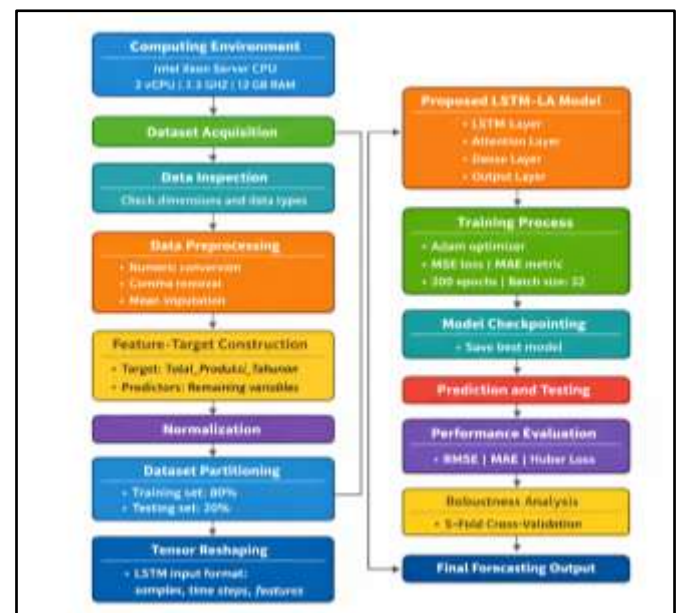 Computing Environment
Intel Xeon Server CPU
2 vCPU | 2.3 GHz | 12 GB RAM
Dataset Acquisition
Data Inspection
Check dimensions and data types
Data Preprocessing
• Numeric conversion
• Comma removal
• Mean imputation
Feature-Target Construction
• Target: Total_Produksi_Tahunan
• Predictors: Remaining variables
Normalization
Dataset Partitioning
• Training set: 80%
• Testing set: 20%
Tensor Reshaping
• LSTM input format:
samples, time steps, features
Proposed LSTM-LA Model
• LSTM Layer
• Attention Layer
• Dense Layer
• Output Layer
Training Process
• Adam optimizer
• MSE loss | MAE metric
• 200 epochs | Batch size: 32
Model Checkpointing
• Save best model
Prediction and Testing
Performance Evaluation
• RMSE | MAE | Huber Loss
Robustness Analysis
• 5-Fold Cross-Validation
Final Forecasting Output